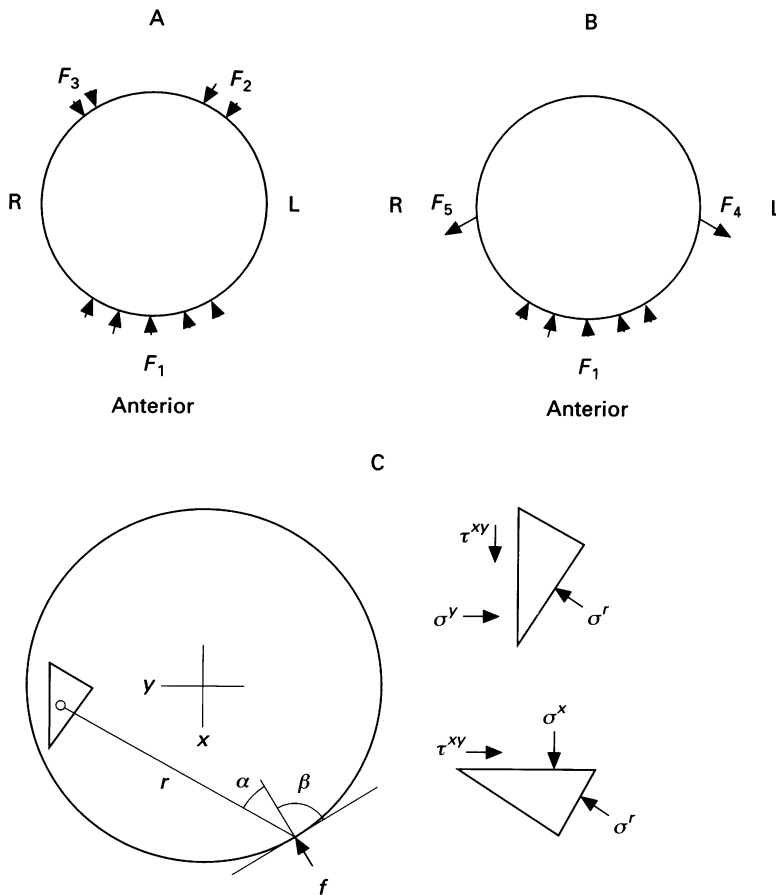 A
B
F3
F2
R
L
R
F5
F4
L
F1
F1
Anterior
Anterior
C
τxy
σy
σr
y
x
σx
τxy
r
α
β
σr
f